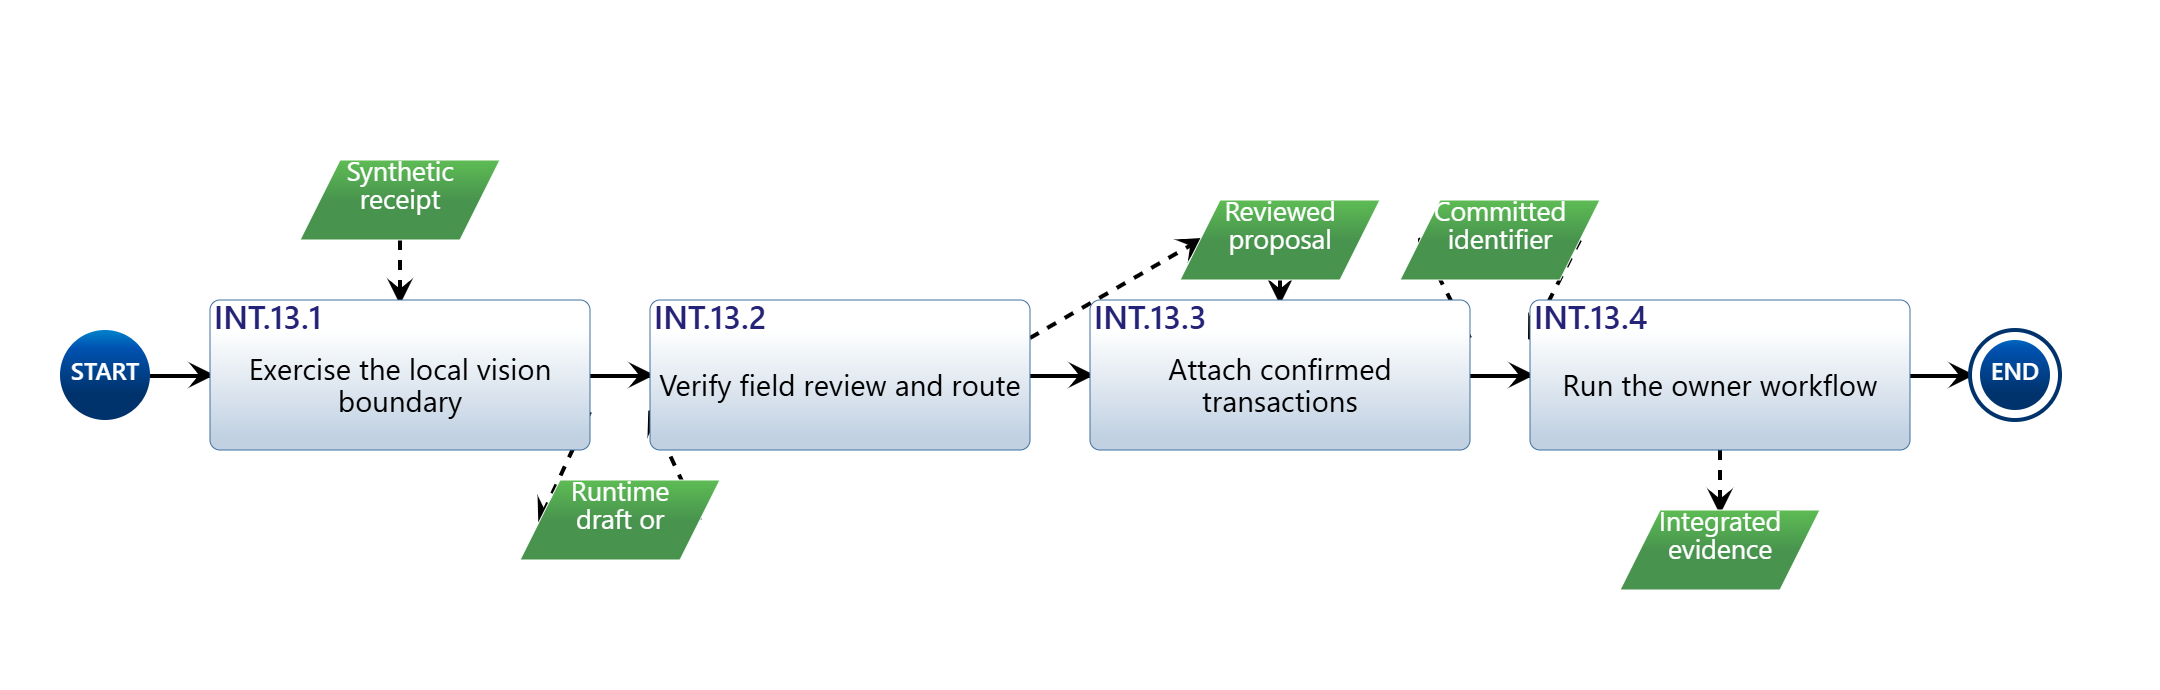 Synthetic
receipt
Reviewed
proposal
Committed
identifier
START
INT.13.1
Exercise the local vision
boundary
INT.13.2
Verify field review and route
INT.13.3
Attach confirmed
transactions
INT.13.4
Run the owner workflow
END
Runtime
draft or
Integrated
evidence